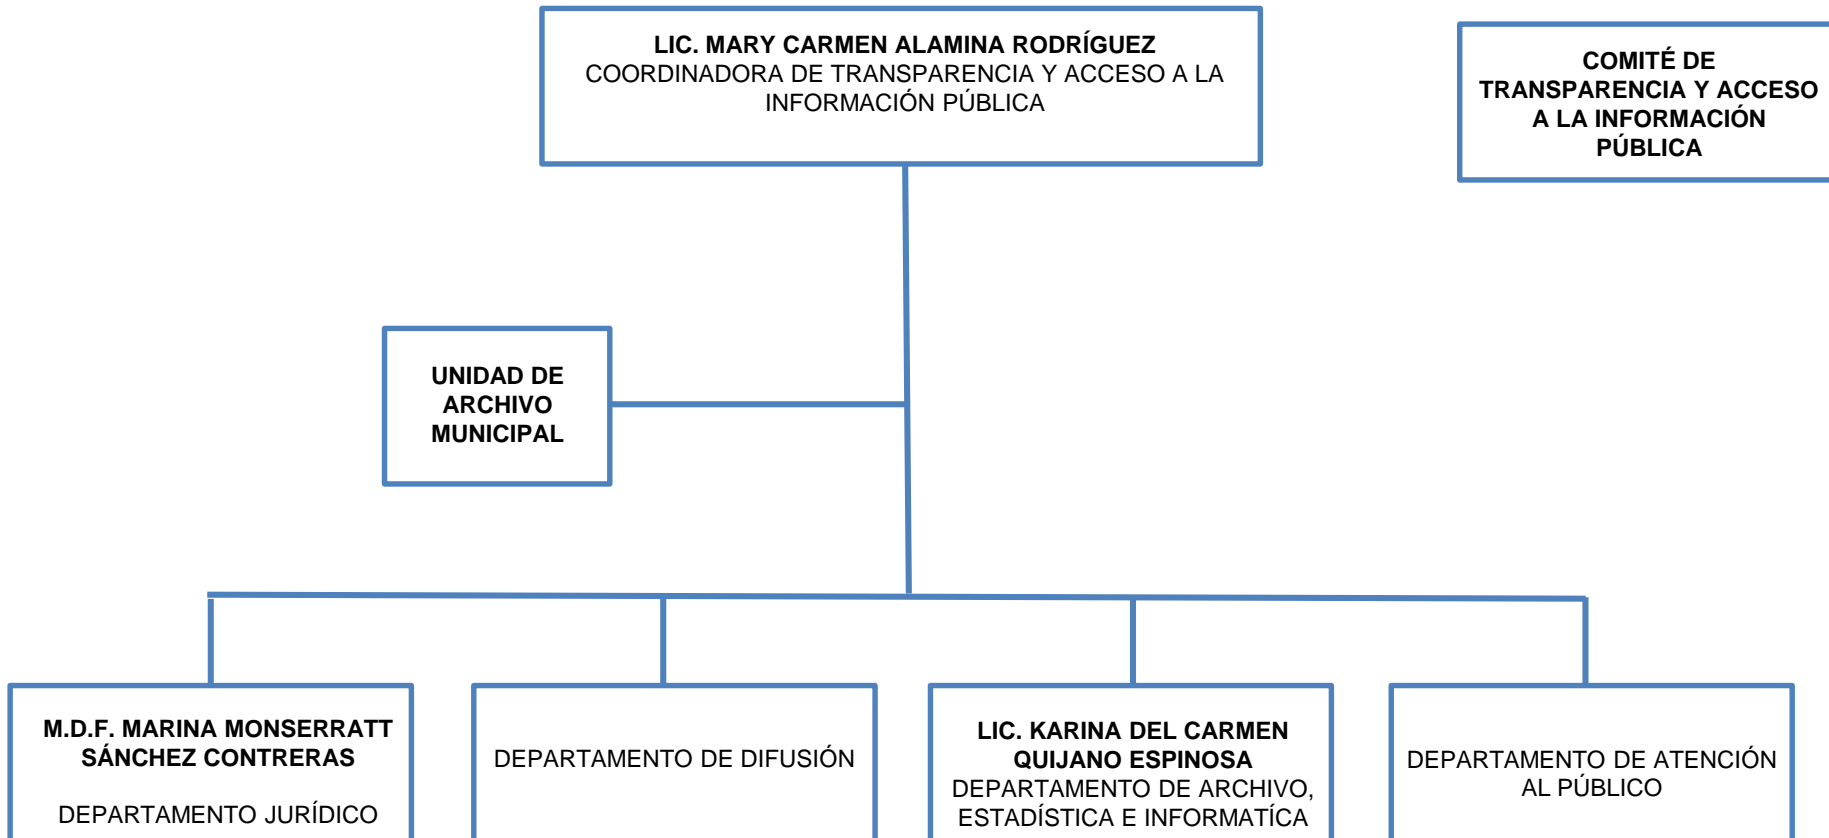 LIC. MARY CARMEN ALAMINA RODRÍGUEZ
COORDINADORA DE TRANSPARENCIA Y ACCESO A LA
INFORMACIÓN PÚBLICA
COMITÉ DE
TRANSPARENCIA Y ACCESO
A LA INFORMACIÓN
PÚBLICA
UNIDAD DE
ARCHIVO
MUNICIPAL
M.D.F. MARINA MONSERRATT
SÁNCHEZ CONTRERAS
DEPARTAMENTO JURÍDICO
DEPARTAMENTO DE DIFUSIÓN
LIC. KARINA DEL CARMEN
QUIJANO ESPINOSA
DEPARTAMENTO DE ARCHIVO,
ESTADÍSTICA E INFORMATÍCA
DEPARTAMENTO DE ATENCIÓN
AL PÚBLICO